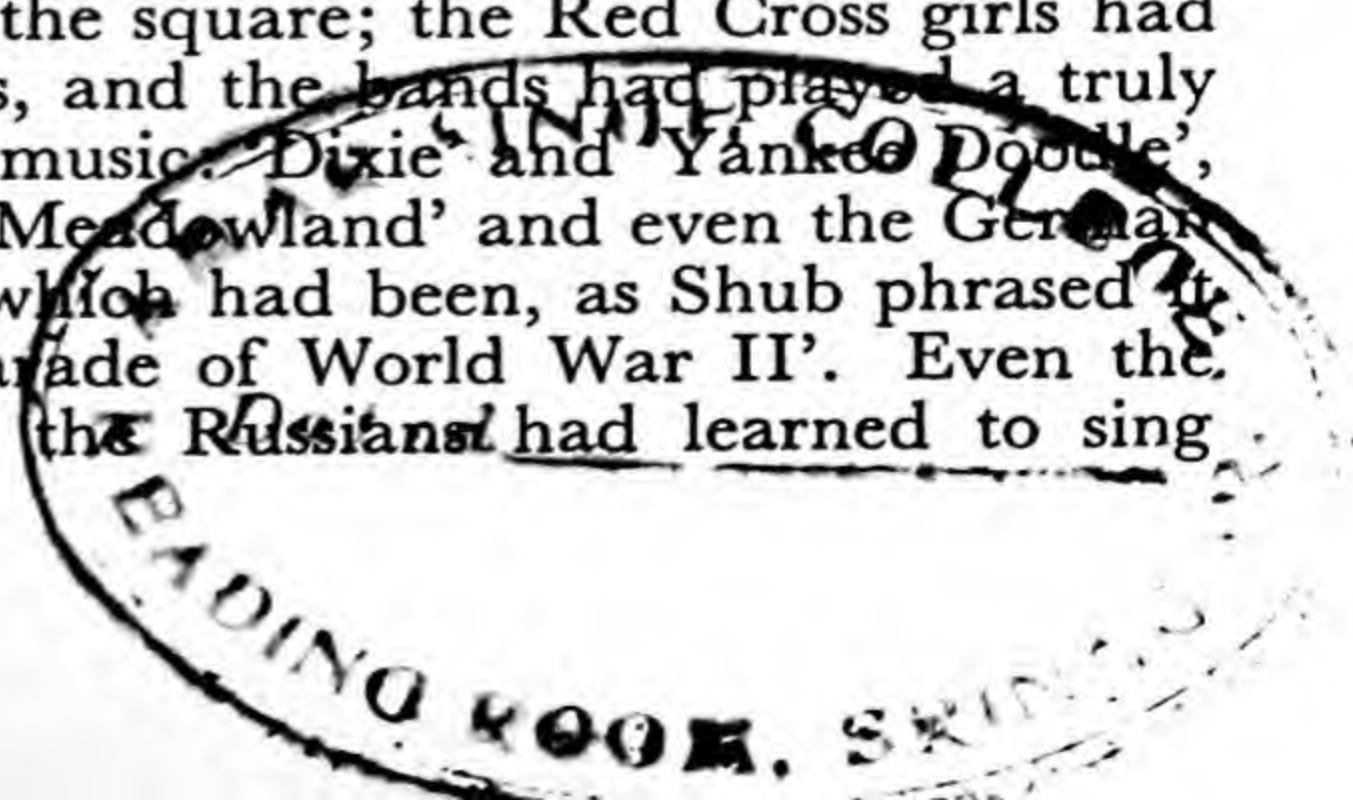 the square; the Red Cross girls had
s, and the bands had played a truly
music. 'Dixie' and 'Yankee Doodle',
Meadowland' and even the German
which had been, as Shub phrased it,
arade of World War II'. Even the
the Russians had learned to sing
READING ROOM.